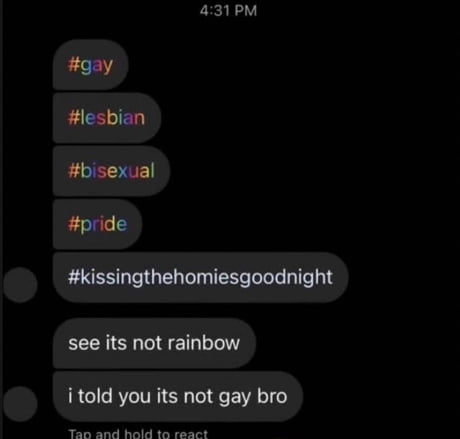 4:31 PM
#gay
#lesbian
#bisexual
#pride
#kissingthehomiesgoodnight
see its not rainbow
i told you its not gay bro
Tap and hold to react